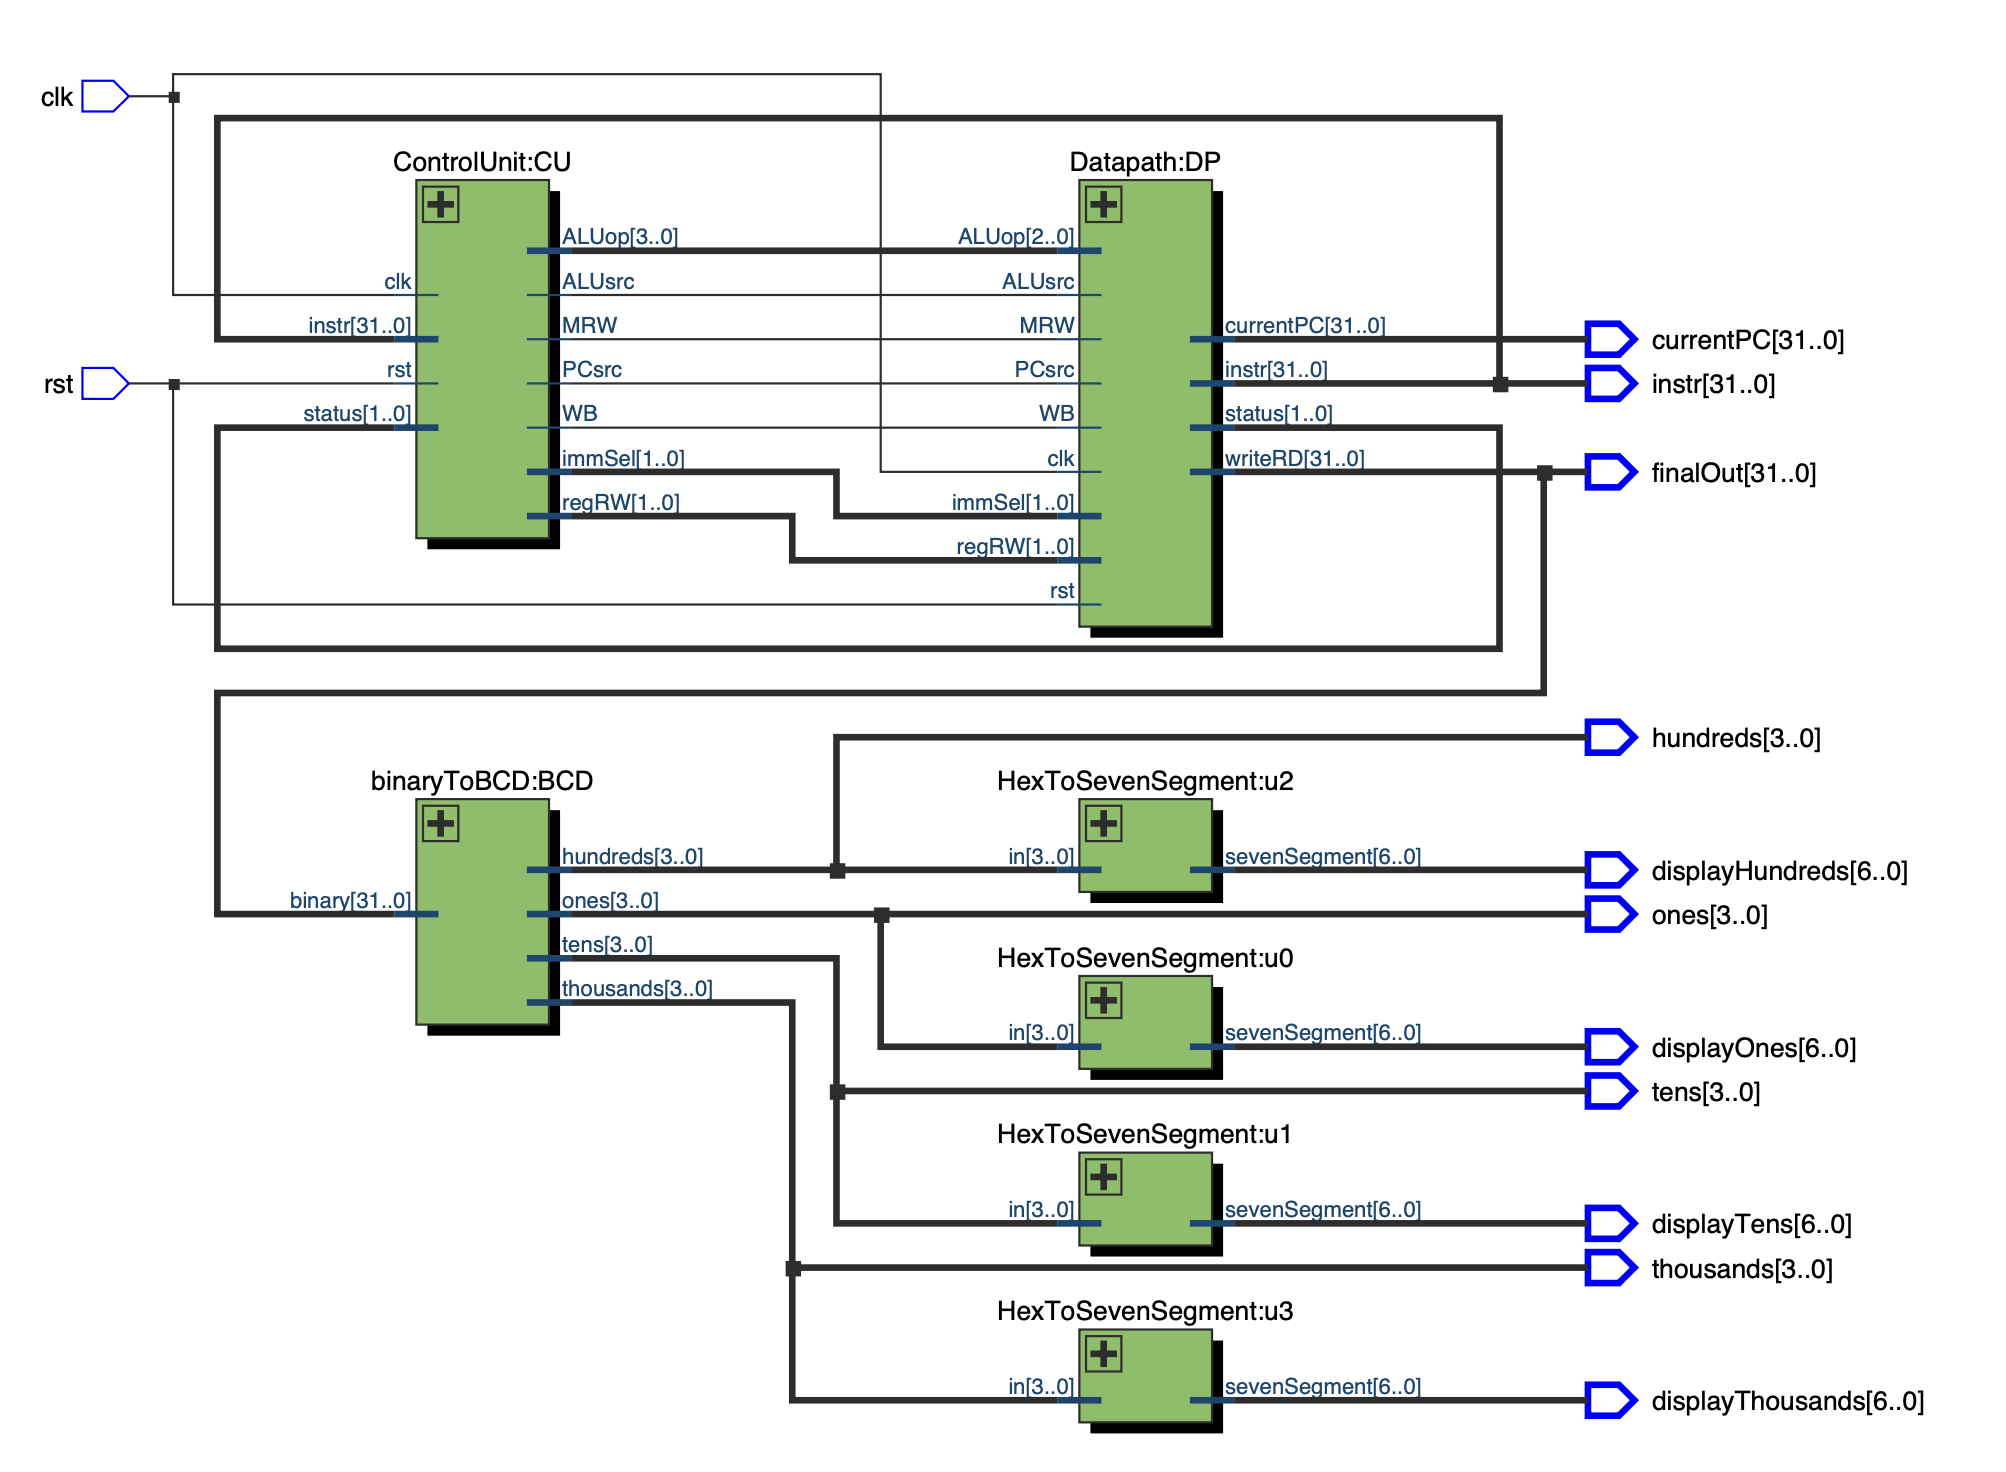 clk
ControlUnit:CU
Datapath:DP
ALUop[3..0]
ALUop[2..0]
clk
ALUsrc
ALUsrc
instr[31..0]
MRW
MRW
currentPC[31..0]
currentPC[31..0]
rst
rst
PCsrc
PCsrc
instr[31..0]
instr[31..0]
status[1..0]
WB
WB
status[1..0]
immSel[1..0]
clk
writeRD[31..0]
finalOut[31..0]
regRW[1..0]
immSel[1..0]
regRW[1..0]
rst
hundreds[3..0]
binaryToBCD:BCD
HexToSevenSegment:u2
hundreds[3..0]
in[3..0]
sevenSegment[6..0]
displayHundreds[6..0]
binary[31..0]
ones[3..0]
ones[3..0]
tens[3..0]
HexToSevenSegment:u0
thousands[3..0]
in[3..0]
sevenSegment[6..0]
displayOnes[6..0]
tens[3..0]
HexToSevenSegment:u1
in[3..0]
sevenSegment[6..0]
displayTens[6..0]
thousands[3..0]
HexToSevenSegment:u3
in[3..0]
sevenSegment[6..0]
displayThousands[6..0]